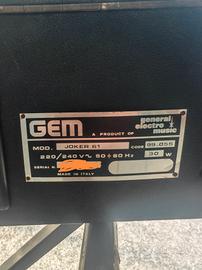 GEM
A PRODUCT OF
general
electro
music
MOD. JOKER 61 CODE 99.055
220/240 V~ 50÷60 Hz 30 W
SERIAL N.
MADE IN ITALY